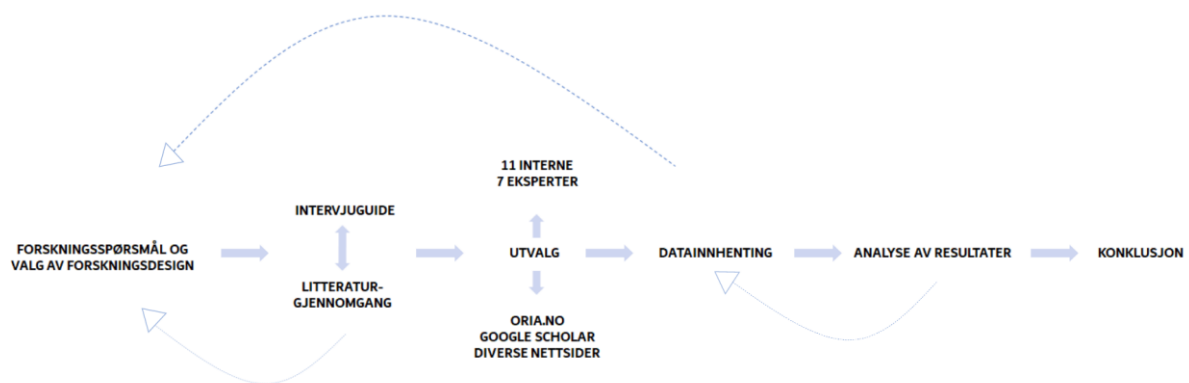 FORSKNINGSSPØRSMÅL OG
VALG AV FORSKNINGSDESIGN
INTERVJUGUIDE
LITTERATUR-
GJENNOMGANG
11 INTERNE
7 EKSPERTER
UTVALG
ORIA.NO
GOOGLE SCHOLAR
DIVERSE NETTSIDER
DATAINNHENTING
ANALYSE AV RESULTATER
KONKLUSJON